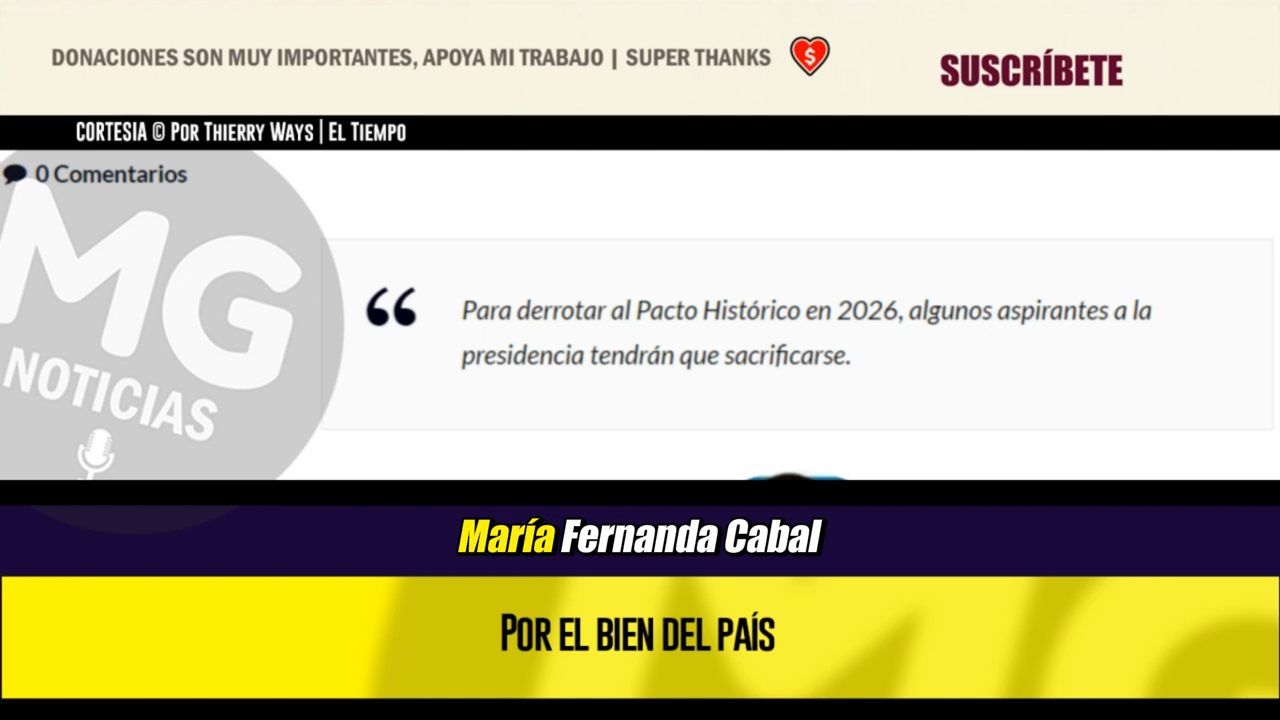 DONACIONES SON MUY IMPORTANTES, APOYA MI TRABAJO | SUPER THANKS $
SUSCRÍBETE
CORTESIA © POR THIERRY WAYS | EL TIEMPO
0 Comentarios
MG
NOTICIAS
“ Para derrotar al Pacto Histórico en 2026, algunos aspirantes a la
presidencia tendrán que sacrificarse.
María Fernanda Cabal
POR EL BIEN DEL PAÍS